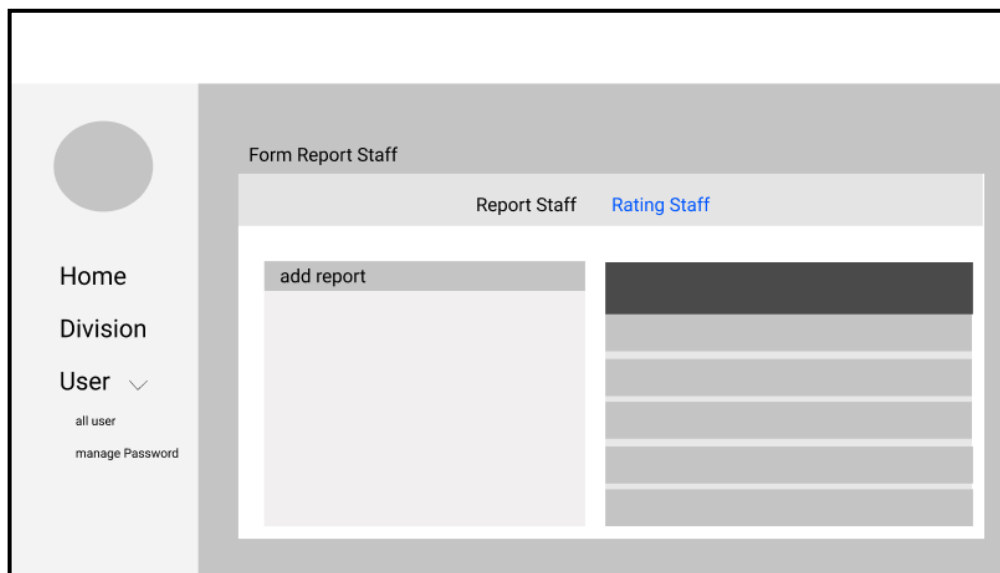 Home
Division
User
all user
manage Password
Form Report Staff
Report Staff Rating Staff
add report